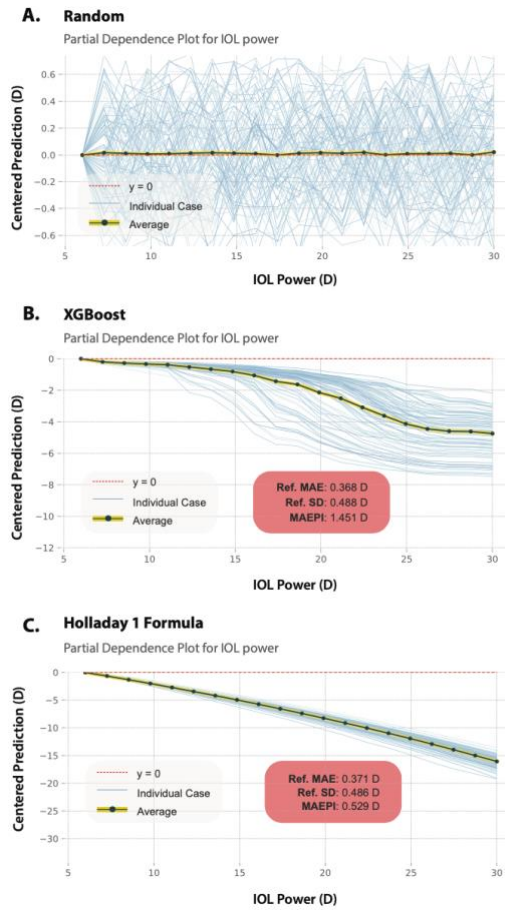 A. Random
Partial Dependence Plot for IOL power
Centered Prediction (D)
0.6
0.4
0.2
0.0
−0.2
−0.4
−0.6
y = 0
Individual Case
Average
5 10 15 20 25 30
IOL Power (D)
B. XGBoost
Partial Dependence Plot for IOL power
Centered Prediction (D)
0
−2
−4
−6
−8
−10
−12
y = 0
Individual Case
Average
Ref. MAE: 0.368 D
Ref. SD: 0.488 D
MAEPI: 1.451 D
5 10 15 20 25 30
IOL Power (D)
C. Holladay 1 Formula
Partial Dependence Plot for IOL power
Centered Prediction (D)
0
−5
−10
−15
−20
−25
−30
y = 0
Individual Case
Average
Ref. MAE: 0.371 D
Ref. SD: 0.486 D
MAEPI: 0.529 D
5 10 15 20 25 30
IOL Power (D)